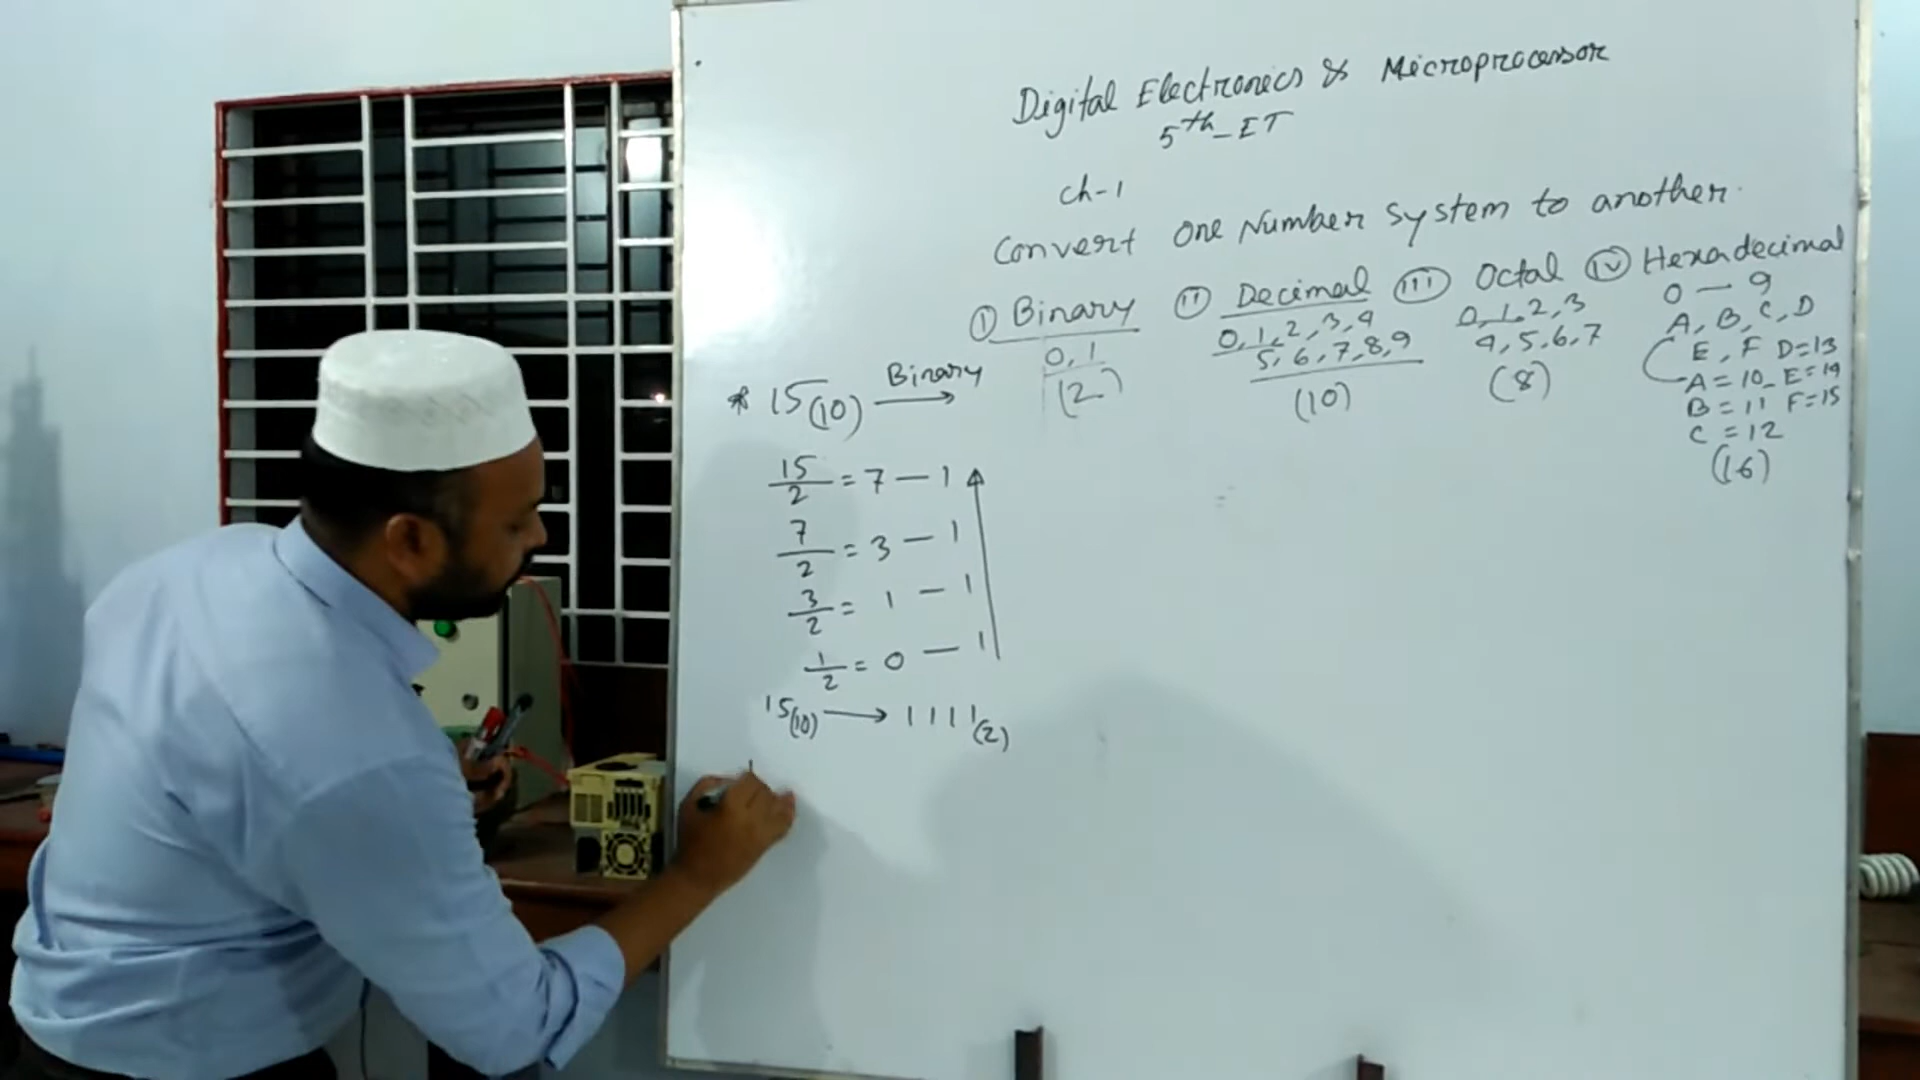 Digital Electronics & Microprocessor
5th - ET
ch-1
Convert one Number system to another.
(i) Binary (ii) Decimal (iii) Octal (iv) Hexadecimal
0, 1
(2)
0, 1, 2, 3, 4
5, 6, 7, 8, 9
(10)
0, 1, 2, 3
4, 5, 6, 7
(8)
0 — 9
A, B, C, D
E, F D=13
A = 10 E=14
B = 11 F=15
C = 12
(16)
* 15(10) Binary →
15/2 = 7 — 1
7/2 = 3 — 1
3/2 = 1 — 1
1/2 = 0 — 1
15(10) → 1111(2)